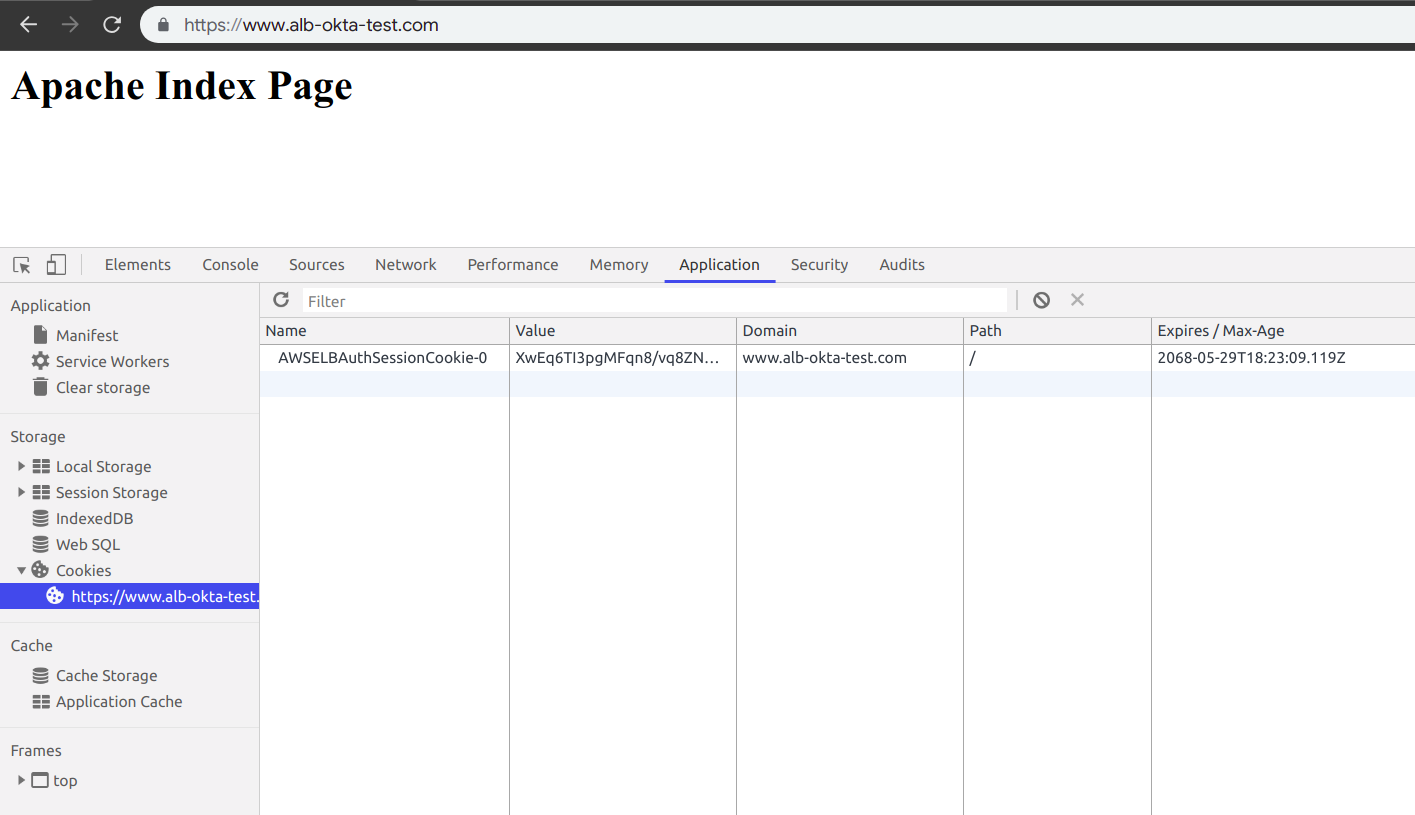 https://www.alb-okta-test.com
Apache Index Page
Elements Console Sources Network Performance Memory Application Security Audits
Application
Manifest
Service Workers
Clear storage
Storage
Local Storage
Session Storage
IndexedDB
Web SQL
Cookies
https://www.alb-okta-test.
Cache
Cache Storage
Application Cache
Frames
top
Filter
Name Value Domain Path Expires / Max-Age
AWSELBAuthSessionCookie-0 XwEq6TI3pgMFqn8/vq8ZN… www.alb-okta-test.com / 2068-05-29T18:23:09.119Z